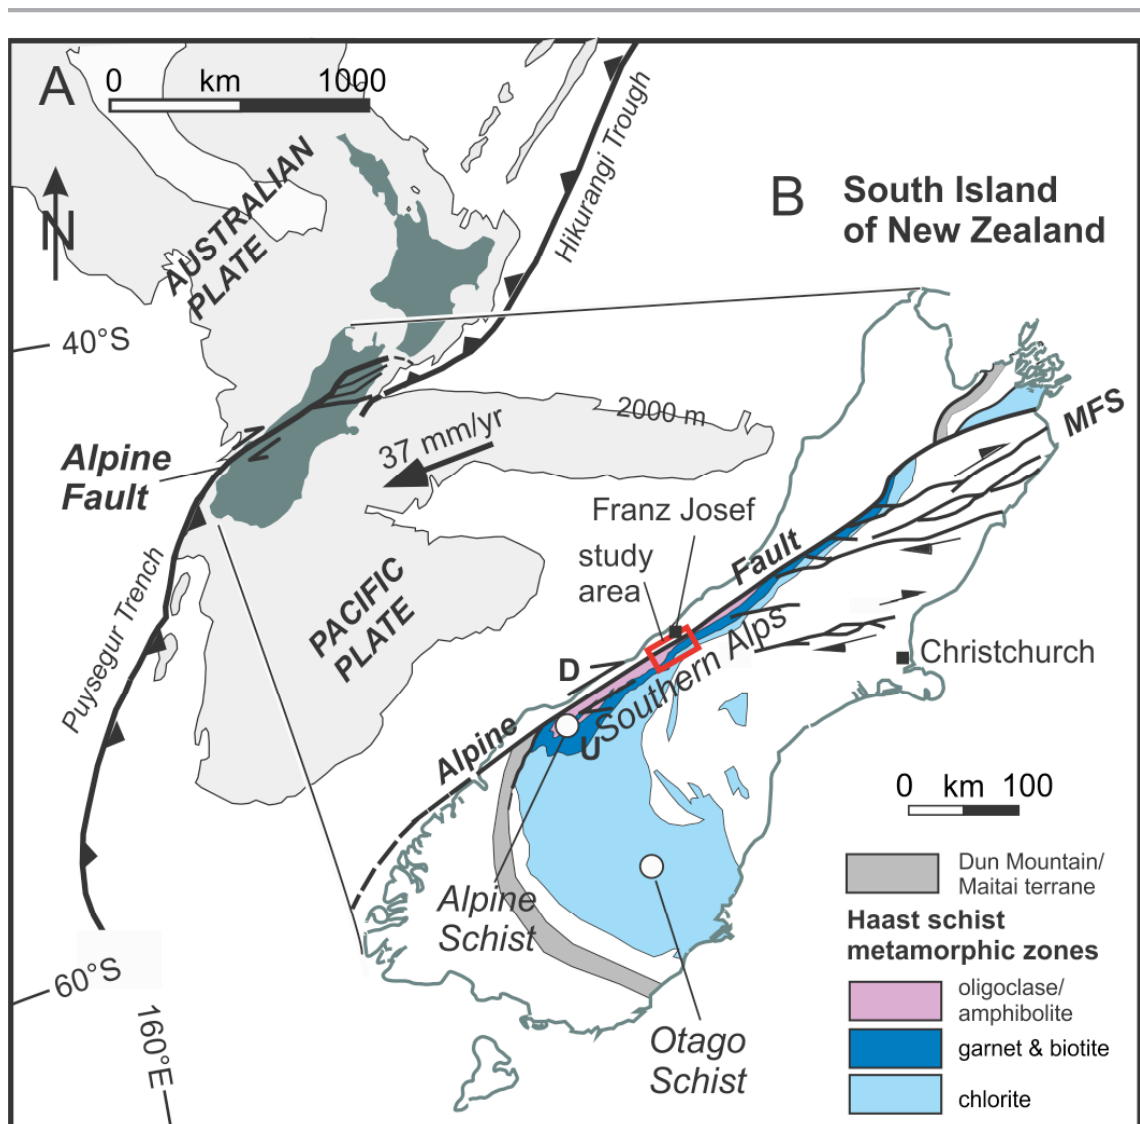 A
0 km 1000
N
AUSTRALIAN
PLATE
Hikurangi Trough
B
South Island
of New Zealand
40°S
2000 m
MFS
37 mm/yr
Alpine
Fault
Franz Josef
study
area
Fault
Puysegur Trench
PACIFIC
PLATE
Southern Alps
Christchurch
D
U
Alpine
0 km 100
Dun Mountain/
Maitai terrane
Alpine
Schist
Haast schist
metamorphic zones
60°S
oligoclase/
amphibolite
160°E
Otago
Schist
garnet & biotite
chlorite